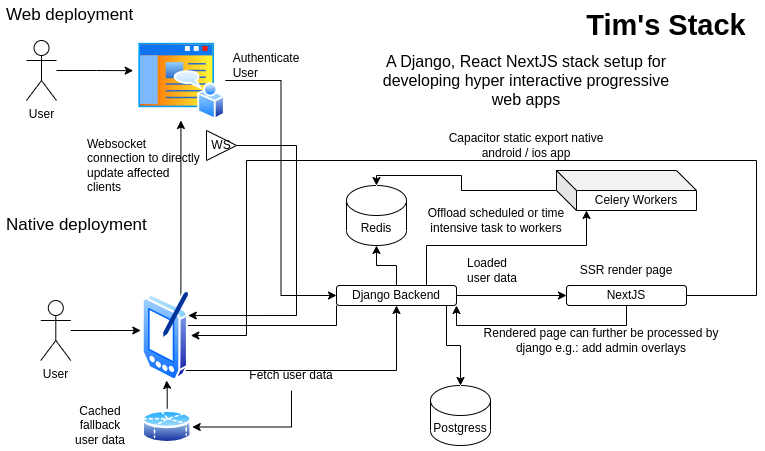 Web deployment
Tim's Stack
A Django, React NextJS stack setup for
developing hyper interactive progressive
web apps
Authenticate
User
User
Websocket
connection to directly
update affected
clients
WS
Capacitor static export native
android / ios app
Celery Workers
Redis
Offload scheduled or time
intensive task to workers
Native deployment
Loaded
user data
SSR render page
Django Backend
NextJS
Rendered page can further be processed by
django e.g.: add admin overlays
User
Fetch user data
Cached
fallback
user data
Postgress